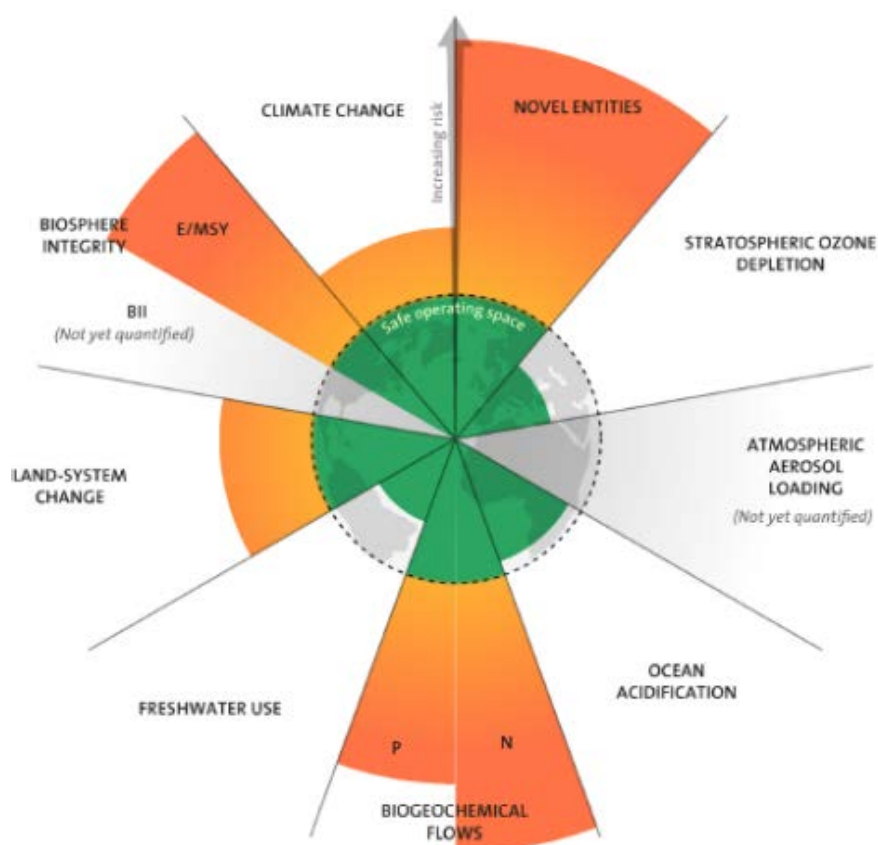 CLIMATE CHANGE
Increasing risk
NOVEL ENTITIES
BIOSPHERE
INTEGRITY
E/MSY
STRATOSPHERIC OZONE
DEPLETION
BII
(Not yet quantified)
Safe operating space
LAND-SYSTEM
CHANGE
ATMOSPHERIC
AEROSOL
LOADING
(Not yet quantified)
FRESHWATER USE
OCEAN
ACIDIFICATION
P
N
BIOGEOCHEMICAL
FLOWS